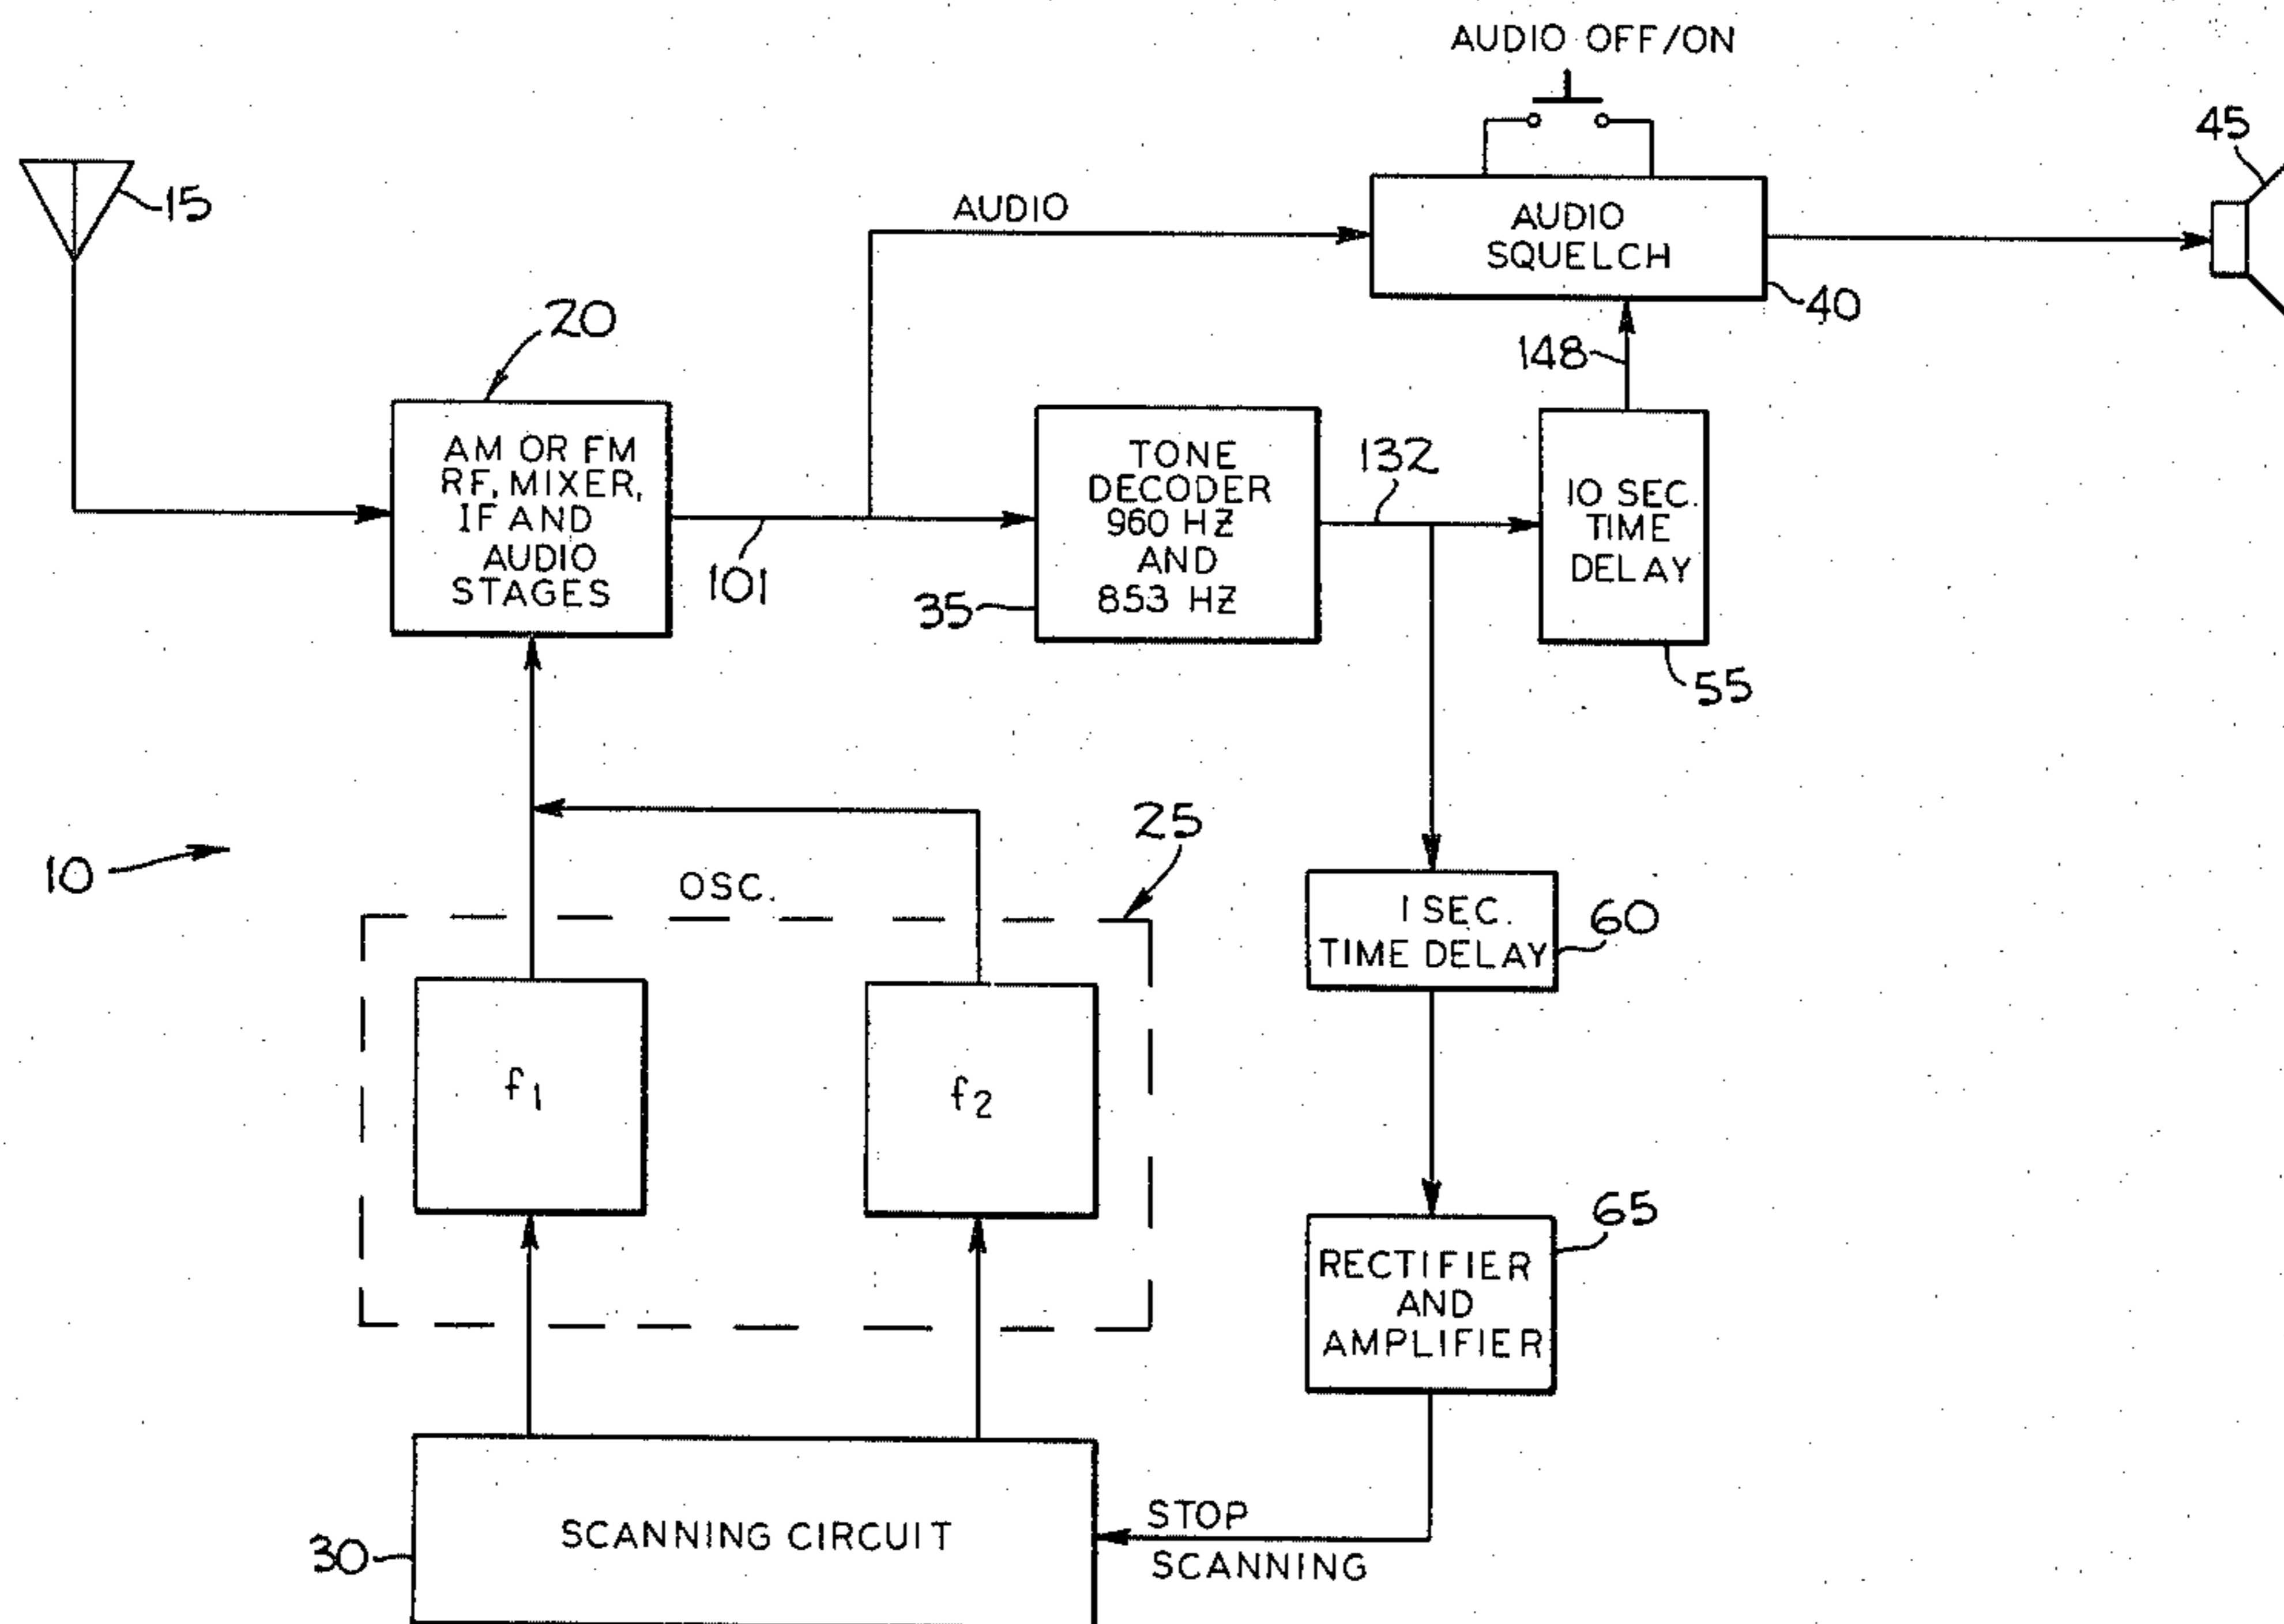 AUDIO OFF/ON
45
15
AUDIO
AUDIO
SQUELCH
40
20
148
AM OR FM
RF, MIXER,
IF AND
AUDIO
STAGES
101
TONE
DECODER
960 HZ
AND
853 HZ
35
132
10 SEC.
TIME
DELAY
55
10
OSC.
25
1 SEC.
TIME DELAY
60
f1
f2
RECTIFIER
AND
AMPLIFIER
65
SCANNING CIRCUIT
30
STOP
SCANNING